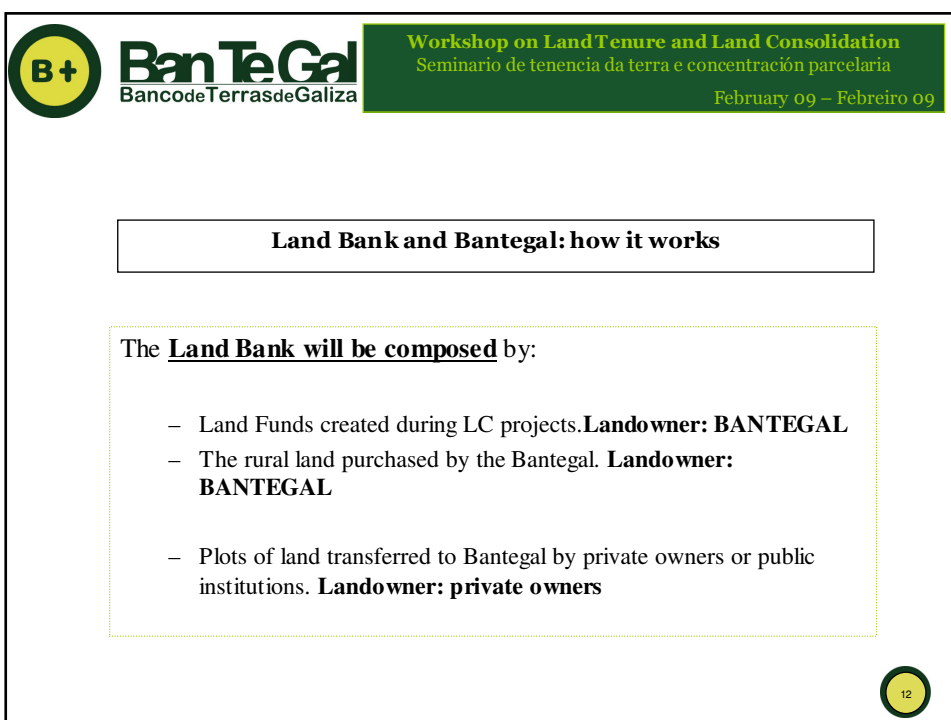 B+
BanTeGal
BancodeTerrasdeGaliza
Workshop on Land Tenure and Land Consolidation
Seminario de tenencia da terra e concentración parcelaria
February 09 – Febreiro 09
Land Bank and Bantegal: how it works
The Land Bank will be composed by:
– Land Funds created during LC projects.Landowner: BANTEGAL
– The rural land purchased by the Bantegal. Landowner:
BANTEGAL
– Plots of land transferred to Bantegal by private owners or public
institutions. Landowner: private owners
12